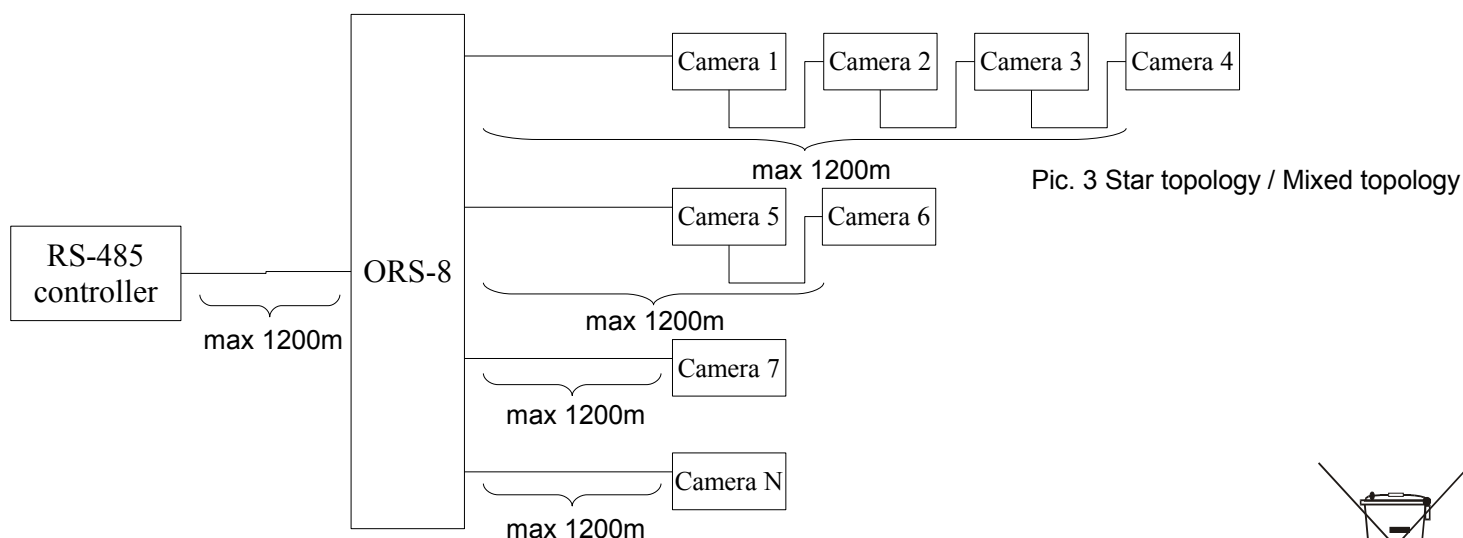 Camera 1
Camera 2
Camera 3
Camera 4
max 1200m
Pic. 3 Star topology / Mixed topology
Camera 5
Camera 6
RS-485
controller
ORS-8
max 1200m
max 1200m
Camera 7
max 1200m
Camera N
max 1200m